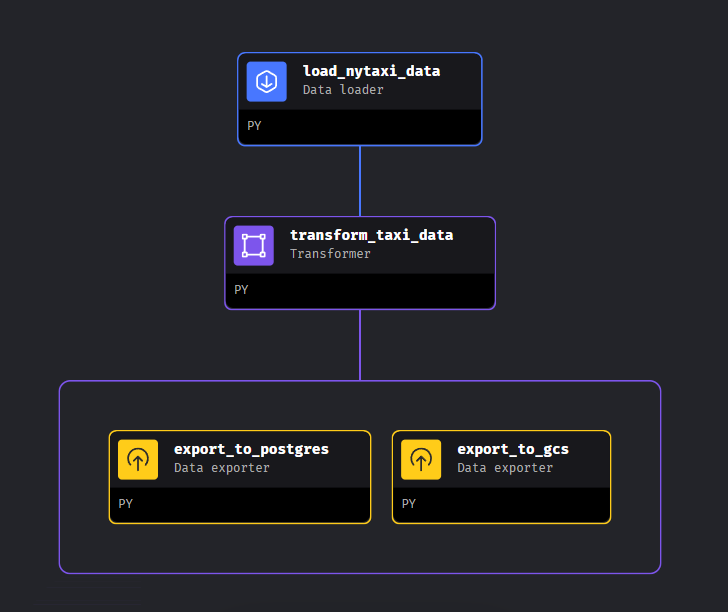 load_nytaxi_data
Data loader
PY
transform_taxi_data
Transformer
PY
export_to_postgres
Data exporter
PY
export_to_gcs
Data exporter
PY